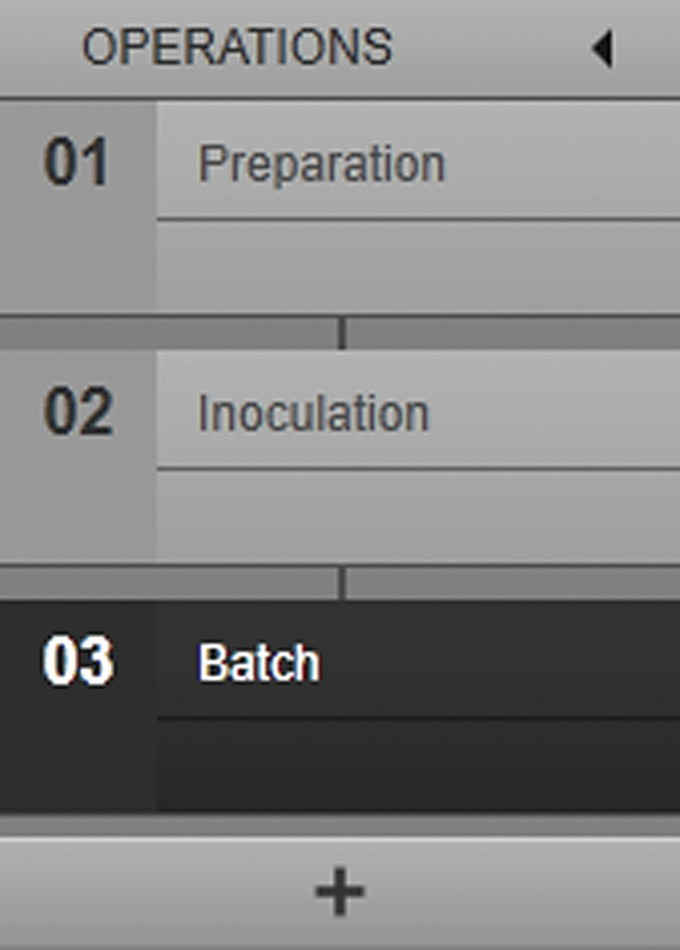 OPERATIONS
01 Preparation
02 Inoculation
03 Batch
+